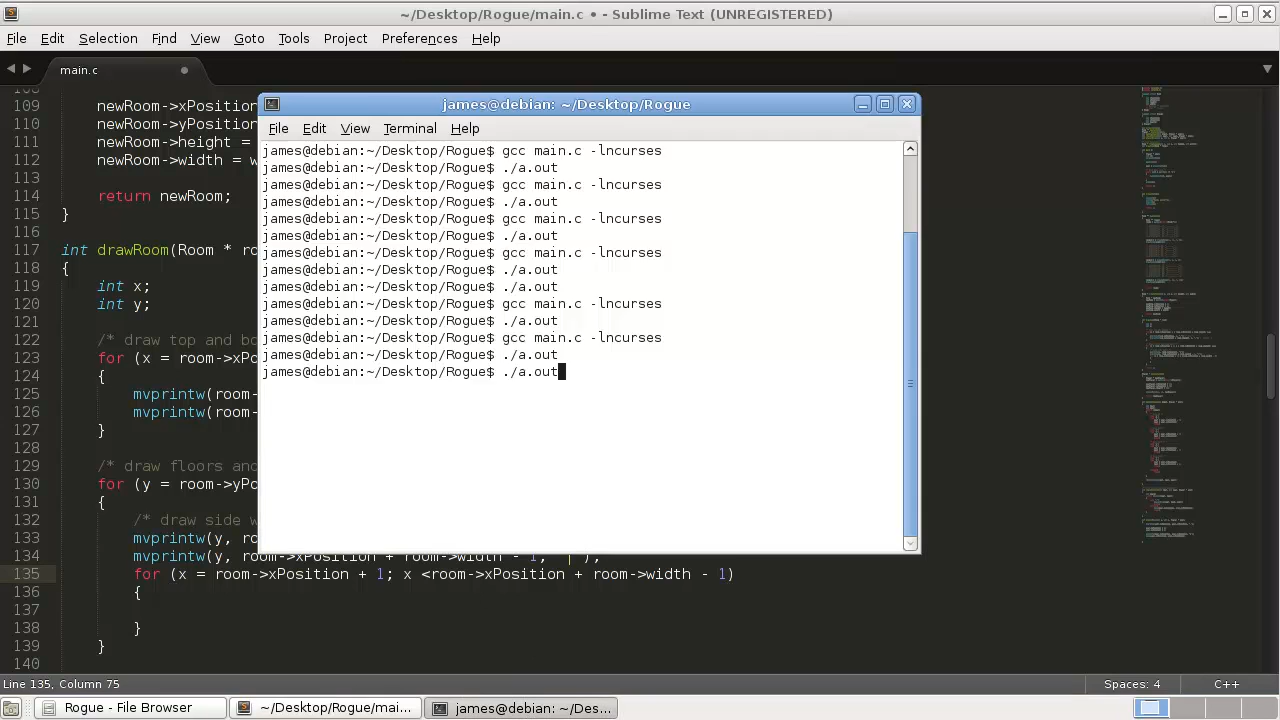 ~/Desktop/Rogue/main.c • - Sublime Text (UNREGISTERED)
File Edit Selection Find View Goto Tools Project Preferences Help
main.c
109 newRoom->xPosition
110 newRoom->yPosition
111 newRoom->height =
112 newRoom->width =
113
114 return newRoom;
115 }
116
117 int drawRoom(Room *
118 {
119 int x;
120 int y;
121
122 /* draw top and
123 for (x =
124 {
125 mvprintw(room-
126 mvprintw(room-
127 }
128
129 /* draw floors and
130 for (y =
131 {
132 /* draw side
133 mvprintw(y,
134 mvprintw(y, room->xPosition + room->width - 1, "|");
135 for (x = room->xPosition + 1; x <room->xPosition + room->width - 1)
136 {
137
138 }
139 }
140
james@debian: ~/Desktop/Rogue
File Edit View Terminal Help
james@debian:~/Desktop/Rogue$ gcc main.c -lncurses
james@debian:~/Desktop/Rogue$ ./a.out
james@debian:~/Desktop/Rogue$ gcc main.c -lncurses
james@debian:~/Desktop/Rogue$ ./a.out
james@debian:~/Desktop/Rogue$ gcc main.c -lncurses
james@debian:~/Desktop/Rogue$ ./a.out
james@debian:~/Desktop/Rogue$ gcc main.c -lncurses
james@debian:~/Desktop/Rogue$ ./a.out
james@debian:~/Desktop/Rogue$ ./a.out
james@debian:~/Desktop/Rogue$ gcc main.c -lncurses
james@debian:~/Desktop/Rogue$ ./a.out
james@debian:~/Desktop/Rogue$ gcc main.c -lncurses
james@debian:~/Desktop/Rogue$ ./a.out
james@debian:~/Desktop/Rogue$ ./a.out
Line 135, Column 75 Spaces: 4 C++
Rogue - File Browser ~/Desktop/Rogue/mai... james@debian: ~/Des...